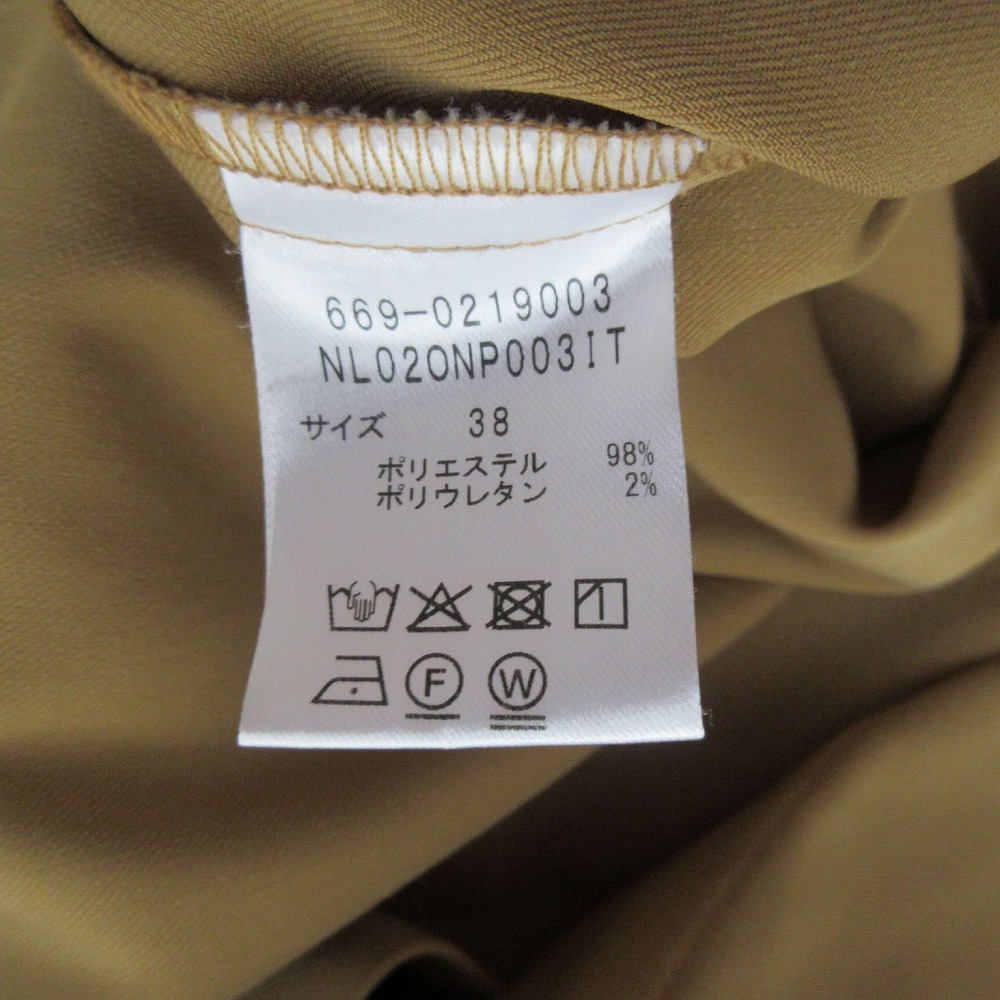 669-0219003
NL02ONP003IT
サイズ 38
ポリエステル 98%
ポリウレタン 2%
F W